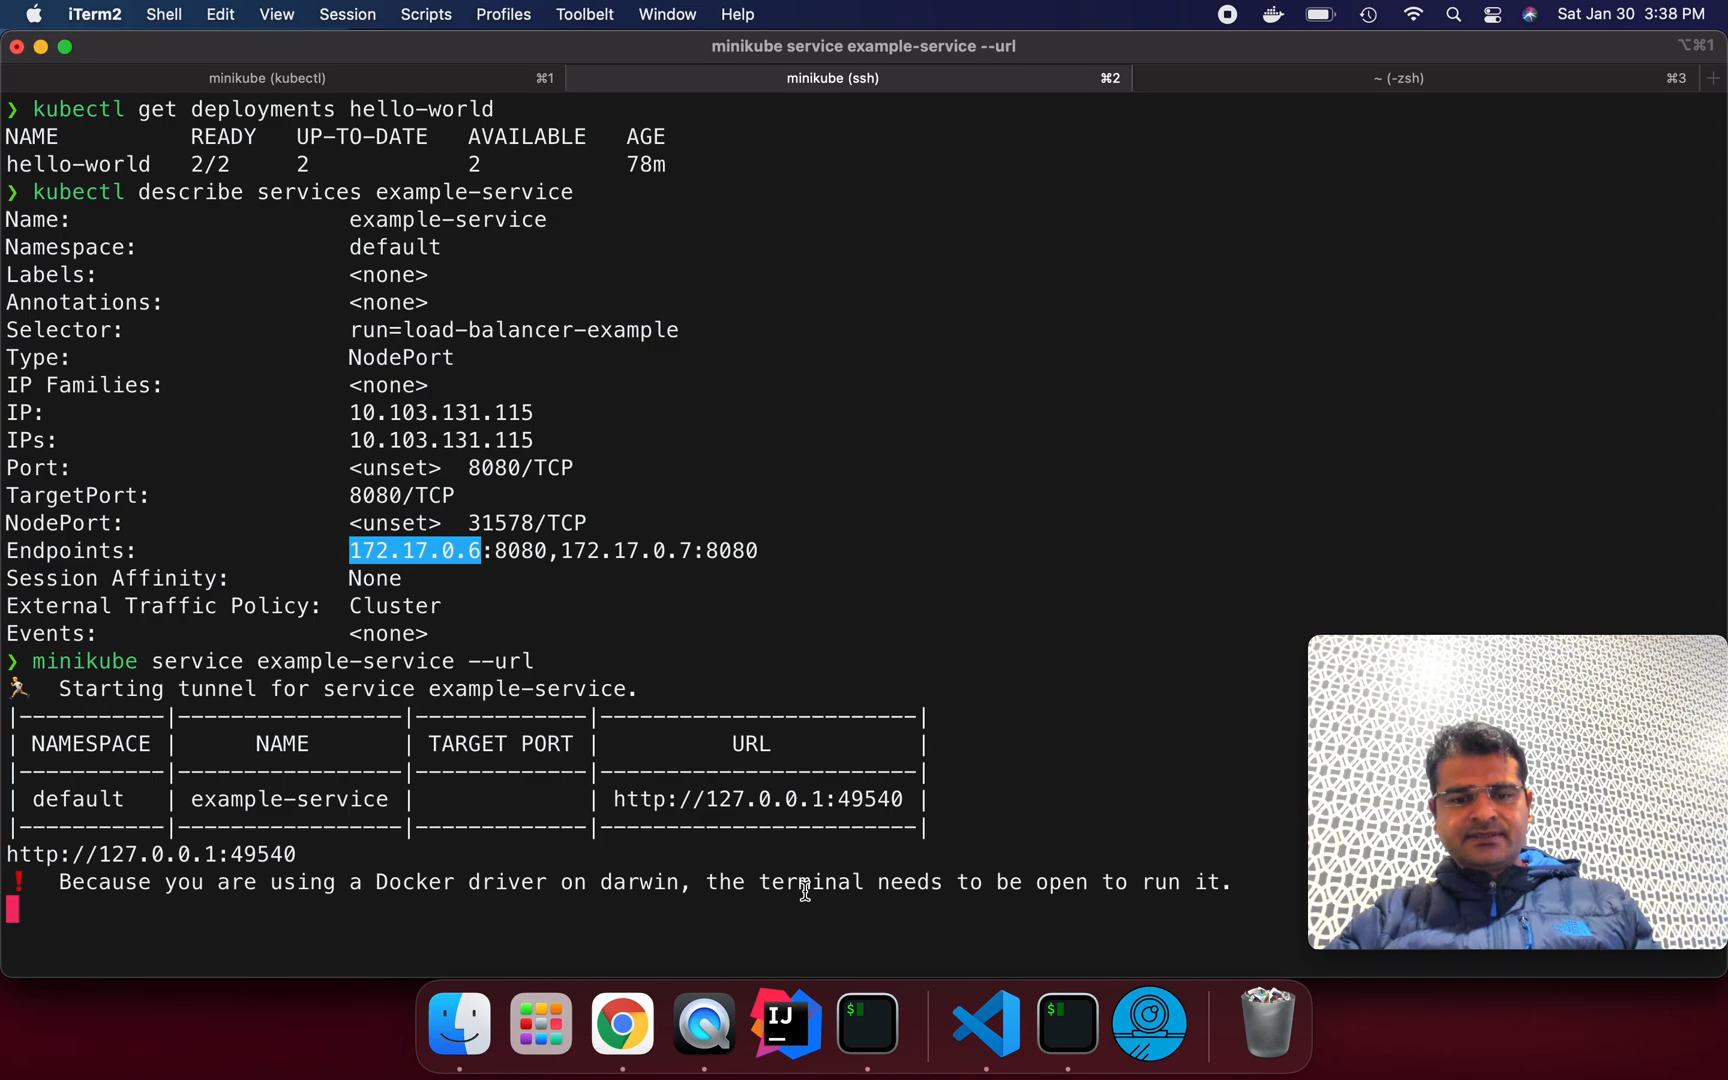 iTerm2 Shell Edit View Session Scripts Profiles Toolbelt Window Help Sat Jan 30 3:38 PM
minikube service example-service --url ⌥⌘1
minikube (kubectl) ⌘1 minikube (ssh) ⌘2 ~ (-zsh) ⌘3
❯ kubectl get deployments hello-world
NAME READY UP-TO-DATE AVAILABLE AGE
hello-world 2/2 2 2 78m
❯ kubectl describe services example-service
Name: example-service
Namespace: default
Labels: <none>
Annotations: <none>
Selector: run=load-balancer-example
Type: NodePort
IP Families: <none>
IP: 10.103.131.115
IPs: 10.103.131.115
Port: <unset> 8080/TCP
TargetPort: 8080/TCP
NodePort: <unset> 31578/TCP
Endpoints: 172.17.0.6:8080,172.17.0.7:8080
Session Affinity: None
External Traffic Policy: Cluster
Events: <none>
❯ minikube service example-service --url
🏃 Starting tunnel for service example-service.
|-----------|-----------------|-------------|------------------------|
| NAMESPACE | NAME | TARGET PORT | URL |
|-----------|-----------------|-------------|------------------------|
| default | example-service | | http://127.0.0.1:49540 |
|-----------|-----------------|-------------|------------------------|
http://127.0.0.1:49540
❗ Because you are using a Docker driver on darwin, the terminal needs to be open to run it.
IJ $ $